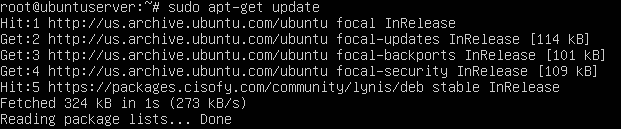 root@ubuntuserver:~# sudo apt-get update
Hit:1 http://us.archive.ubuntu.com/ubuntu focal InRelease
Get:2 http://us.archive.ubuntu.com/ubuntu focal-updates InRelease [114 kB]
Get:3 http://us.archive.ubuntu.com/ubuntu focal-backports InRelease [101 kB]
Get:4 http://us.archive.ubuntu.com/ubuntu focal-security InRelease [109 kB]
Hit:5 https://packages.cisofy.com/community/lynis/deb stable InRelease
Fetched 324 kB in 1s (273 kB/s)
Reading package lists... Done